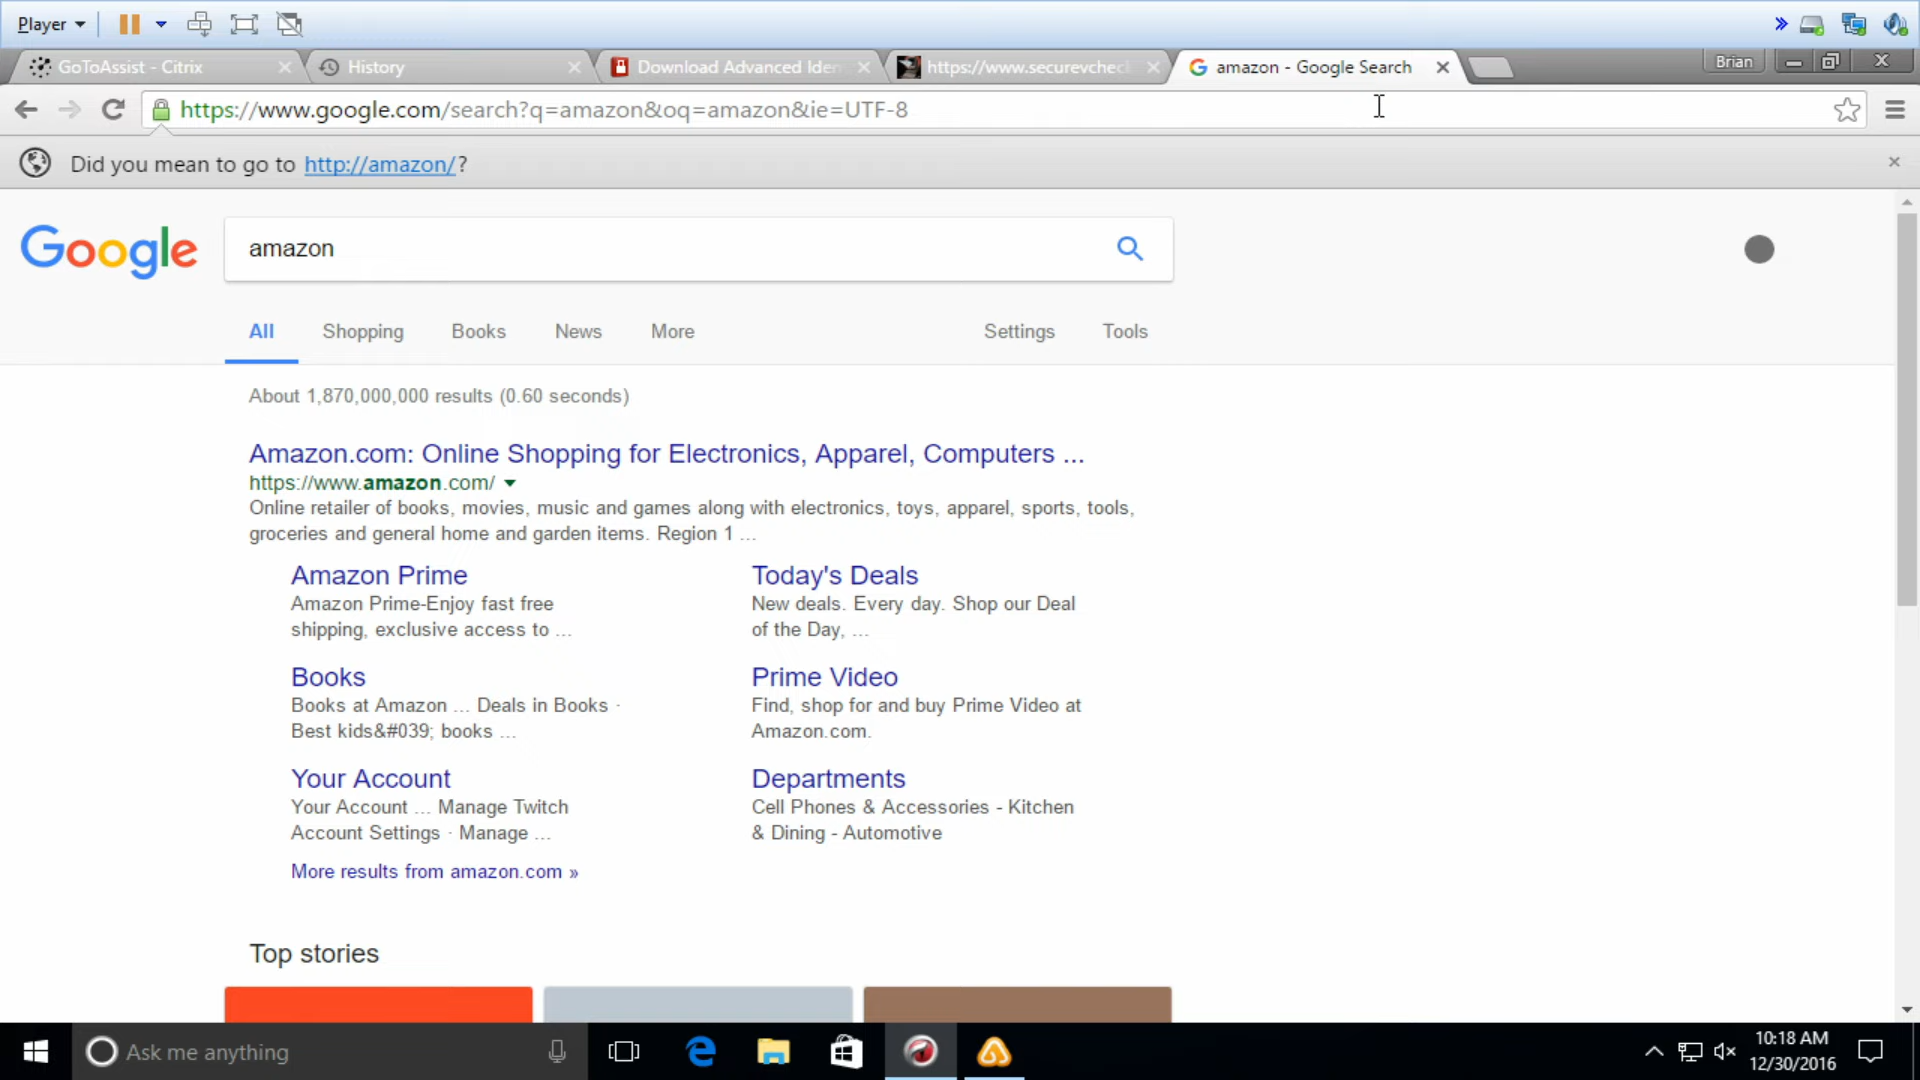 Player
GoToAssist - Citrix
History
Download Advanced Iden
https://www.securevchec
amazon - Google Search
Brian
https://www.google.com/search?q=amazon&oq=amazon&ie=UTF-8
Did you mean to go to http://amazon/?
Google
amazon
All
Shopping
Books
News
More
Settings
Tools
About 1,870,000,000 results (0.60 seconds)
Amazon.com: Online Shopping for Electronics, Apparel, Computers ...
https://www.amazon.com/
Online retailer of books, movies, music and games along with electronics, toys, apparel, sports, tools,
groceries and general home and garden items. Region 1 ...
Amazon Prime
Amazon Prime-Enjoy fast free
shipping, exclusive access to ...
Today's Deals
New deals. Every day. Shop our Deal
of the Day, ...
Books
Books at Amazon ... Deals in Books ·
Best kids&#039; books ...
Prime Video
Find, shop for and buy Prime Video at
Amazon.com.
Your Account
Your Account ... Manage Twitch
Account Settings · Manage ...
Departments
Cell Phones & Accessories - Kitchen
& Dining - Automotive
More results from amazon.com »
Top stories
Ask me anything
10:18 AM
12/30/2016